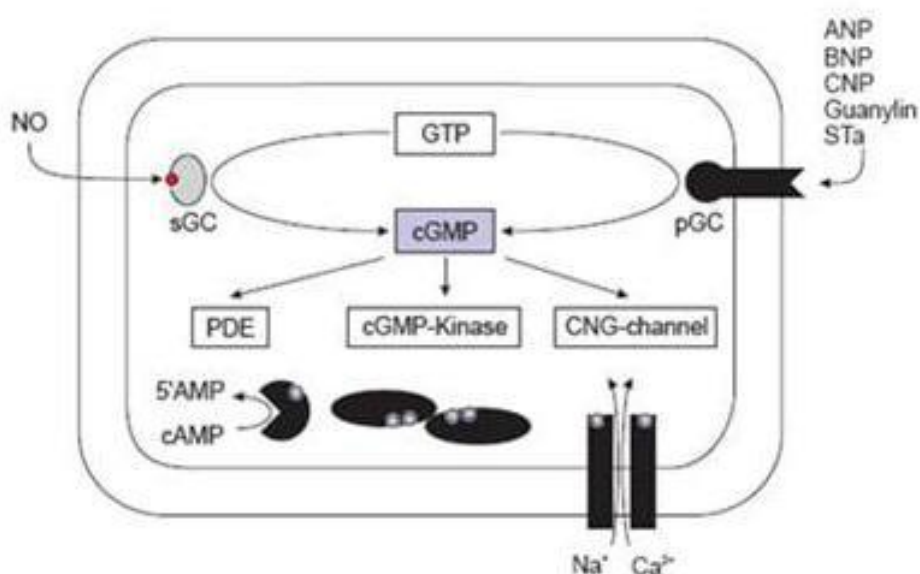 ANP
BNP
CNP
Guanylin
STa
NO
GTP
sGC
pGC
cGMP
PDE
cGMP-Kinase
CNG-channel
5'AMP
cAMP
Na⁺
Ca²⁺